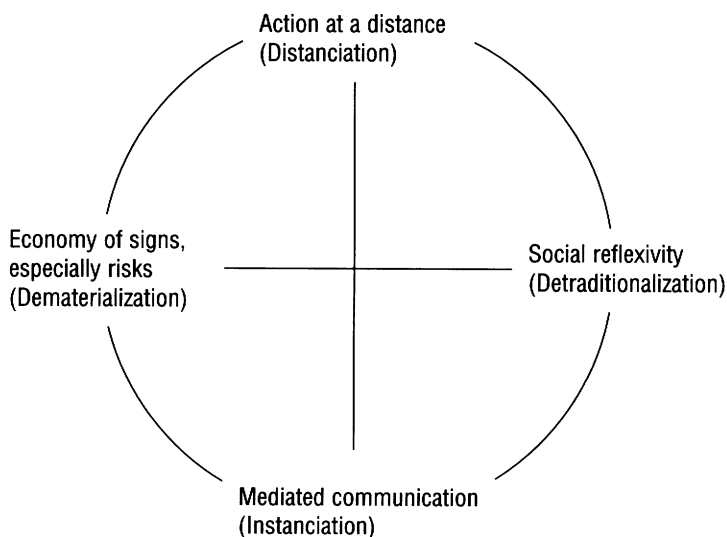 Action at a distance
(Distanciation)
Economy of signs,
especially risks
(Dematerialization)
Social reflexivity
(Detraditionalization)
Mediated communication
(Instanciation)